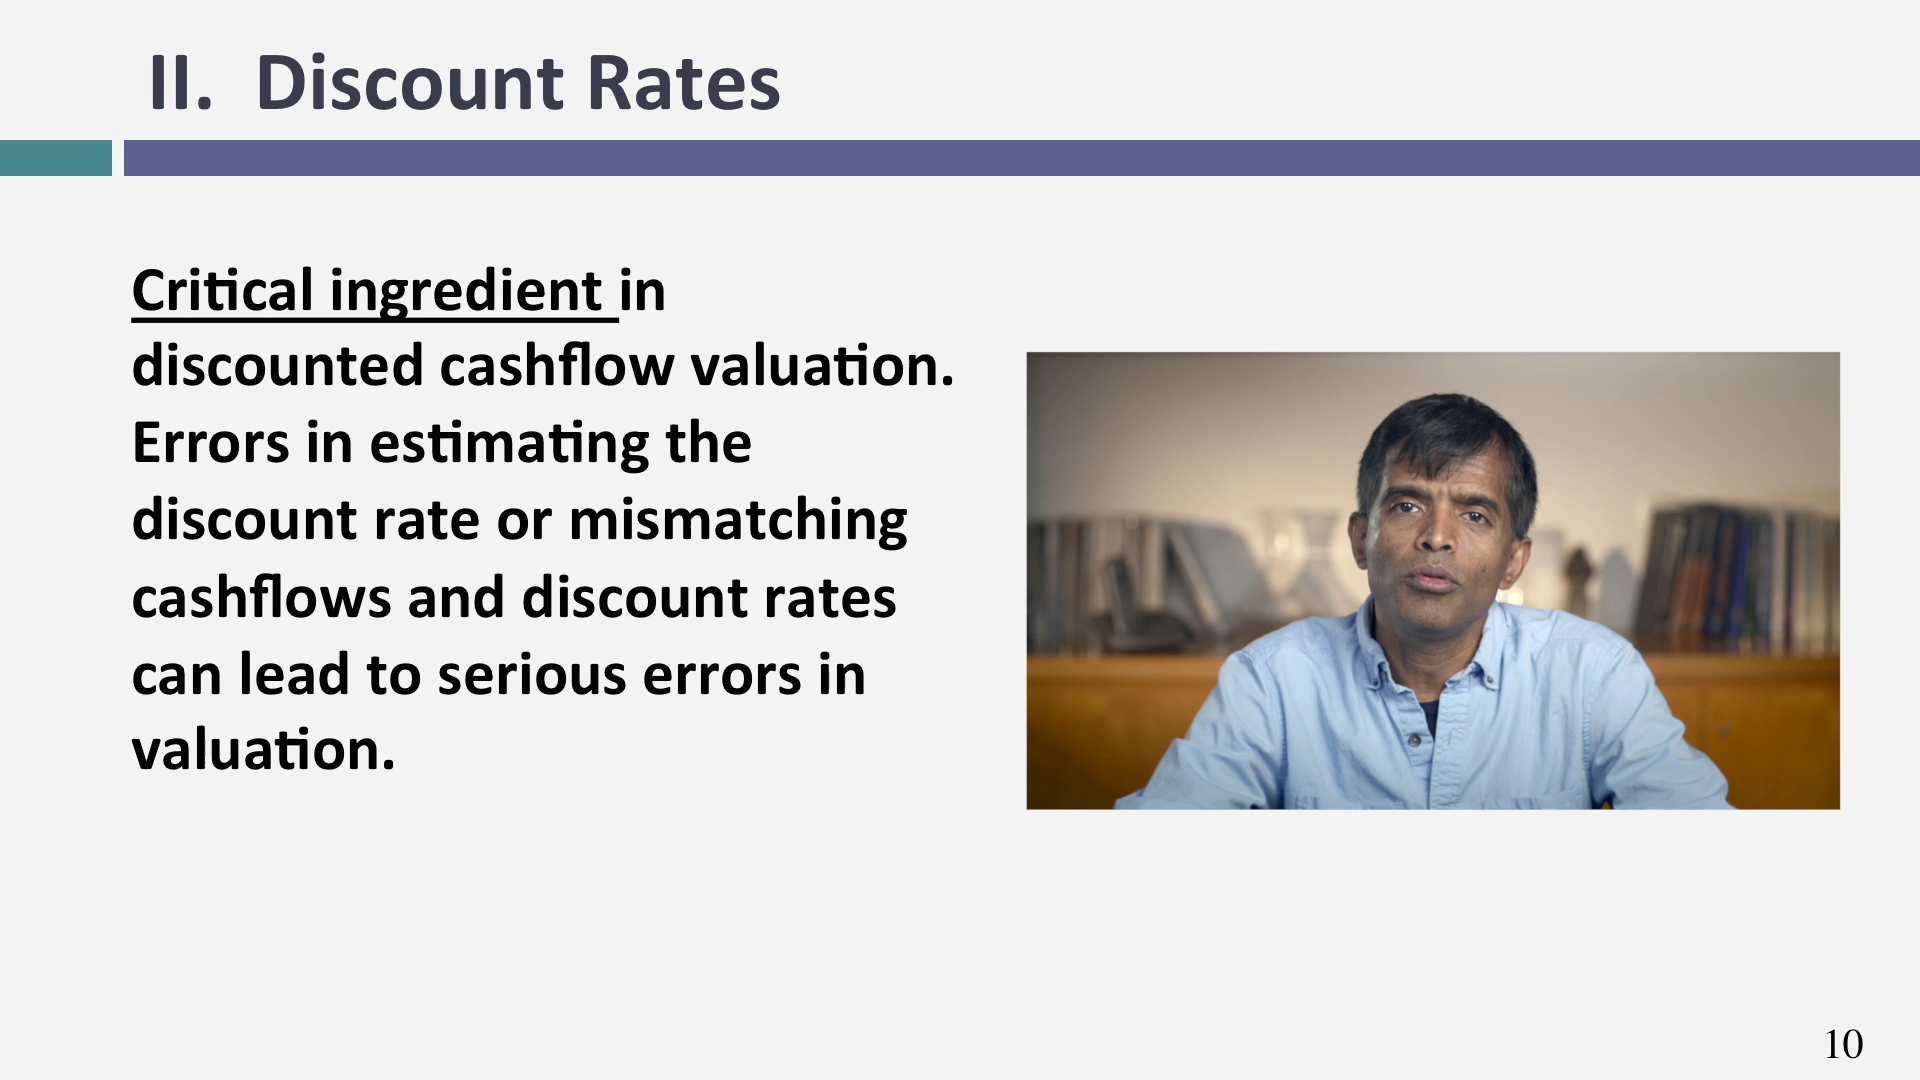 II. Discount Rates
Critical ingredient in
discounted cashflow valuation.
Errors in estimating the
discount rate or mismatching
cashflows and discount rates
can lead to serious errors in
valuation.
10